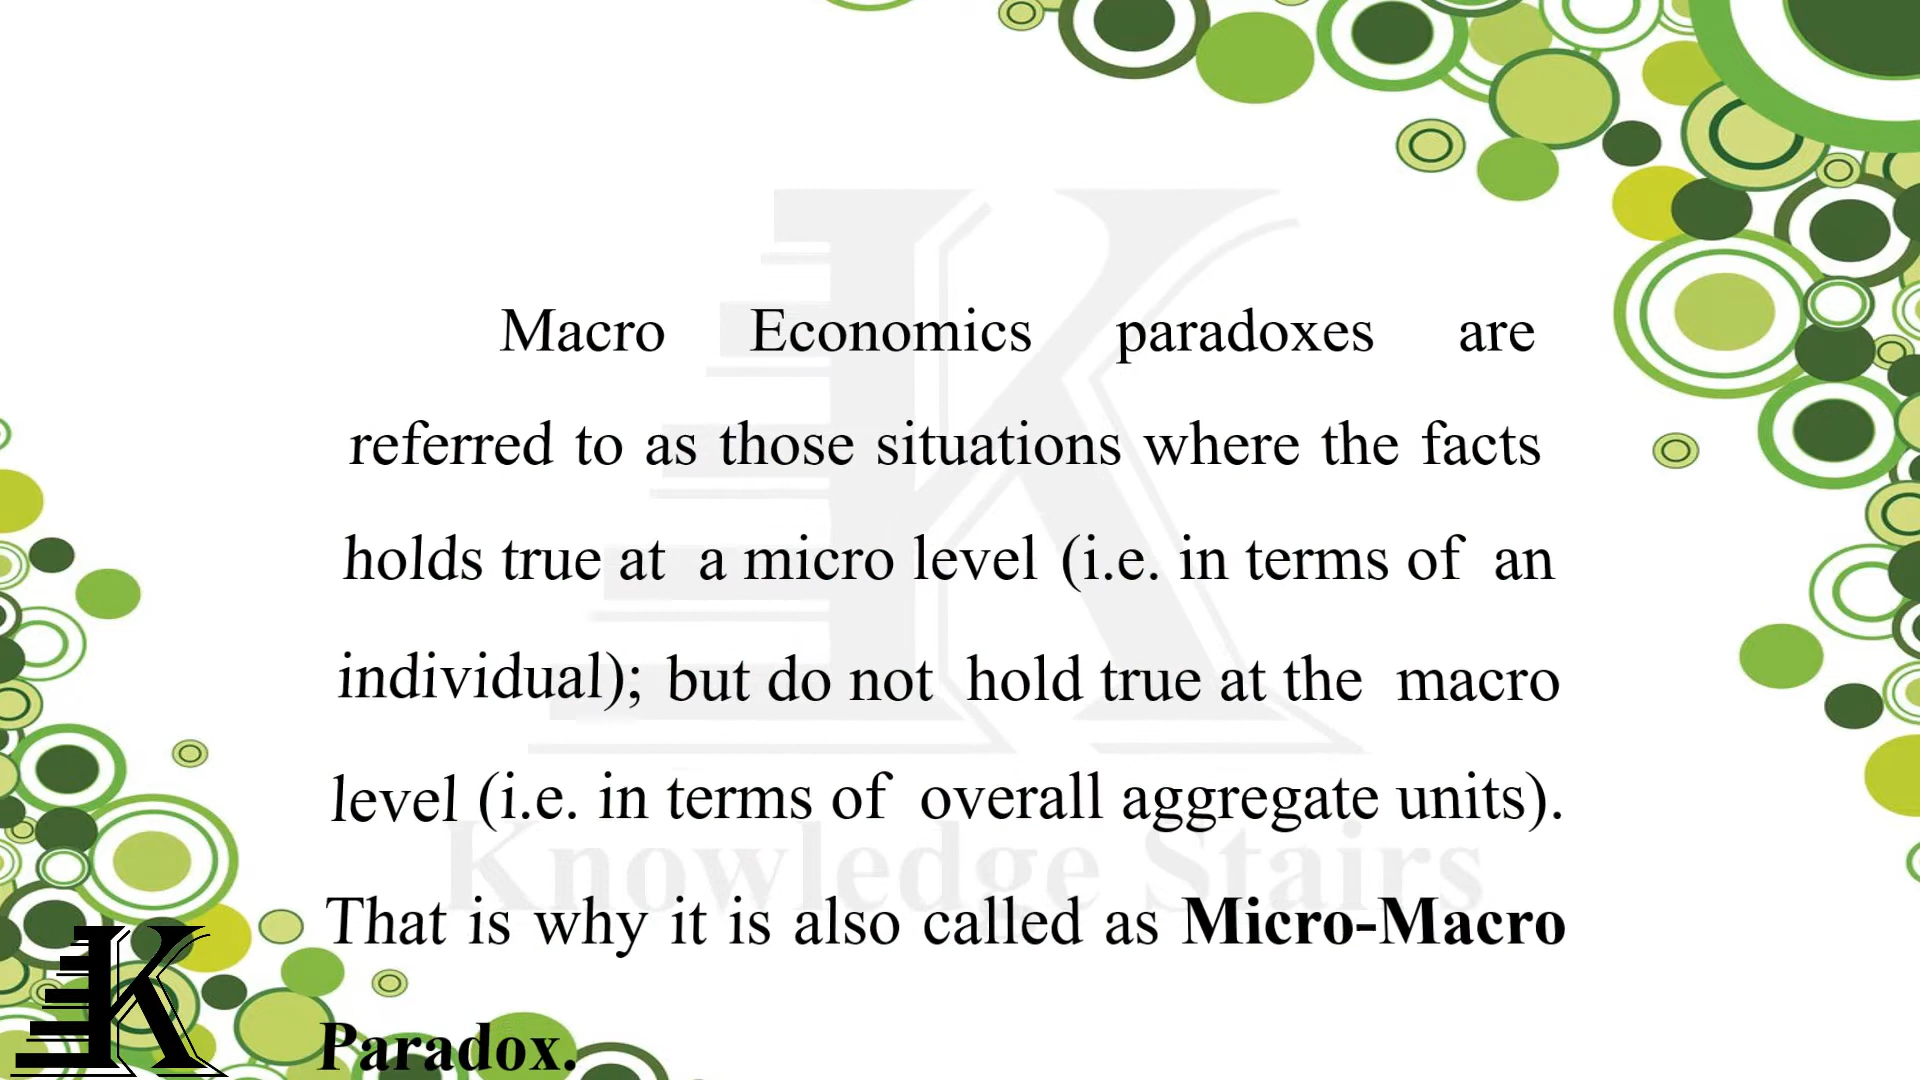 Macro Economics paradoxes are
referred to as those situations where the facts
holds true at a micro level (i.e. in terms of an
individual); but do not hold true at the macro
level (i.e. in terms of overall aggregate units).
That is why it is also called as Micro-Macro
Paradox.
Knowledge Stairs
K